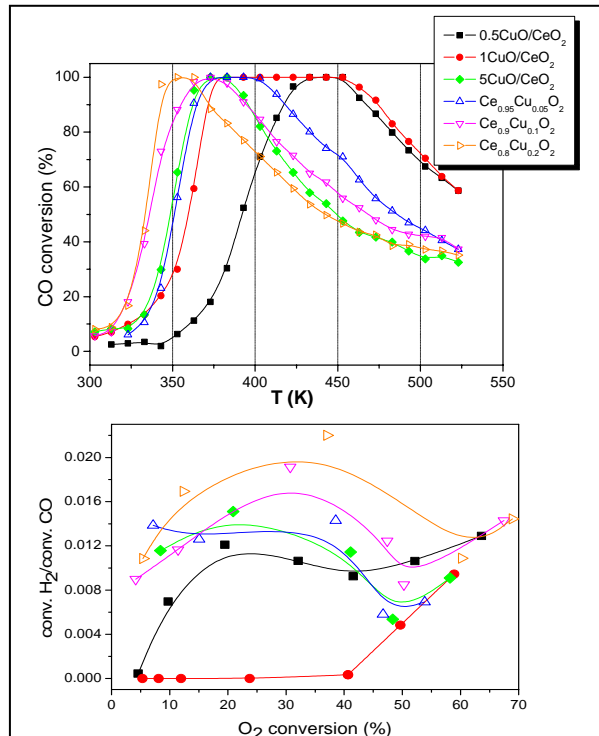 0.5CuO/CeO₂
1CuO/CeO₂
5CuO/CeO₂
Ce₀.₉₅Cu₀.₀₅O₂
Ce₀.₉Cu₀.₁O₂
Ce₀.₈Cu₀.₂O₂
100
80
60
40
20
0
CO conversion (%)
300 350 400 450 500 550
T (K)
0.020
0.016
0.012
0.008
0.004
0.000
conv. H₂/conv. CO
0 10 20 30 40 50 60 70
O₂ conversion (%)